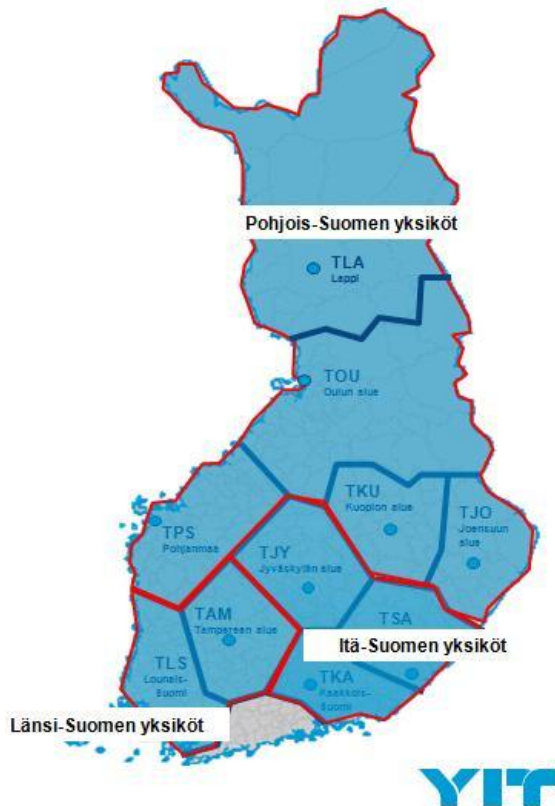 Pohjois-Suomen yksiköt
TLA
Lappi
TOU
Oulun alue
TPS
Pohjanmaa
TKU
Kuopion alue
TJO
Joensuun
alue
TJY
Jyväskylän alue
TAM
Tampereen alue
TSA
Itä-Suomen yksiköt
TLS
Lounais-
Suomi
TKA
Kaakkois-
Suomi
Länsi-Suomen yksiköt
YIT